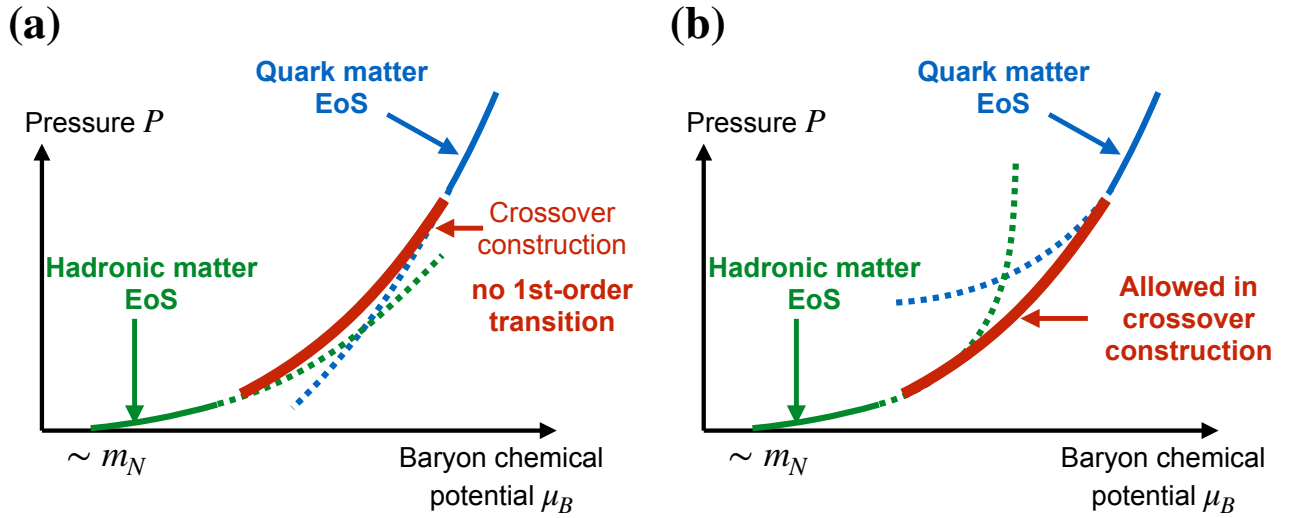 (a)
Quark matter
EoS
Pressure P
Crossover
construction
Hadronic matter
EoS
no 1st-order
transition
∼ m_N
Baryon chemical
potential μ_B
(b)
Quark matter
EoS
Pressure P
Hadronic matter
EoS
Allowed in
crossover
construction
∼ m_N
Baryon chemical
potential μ_B